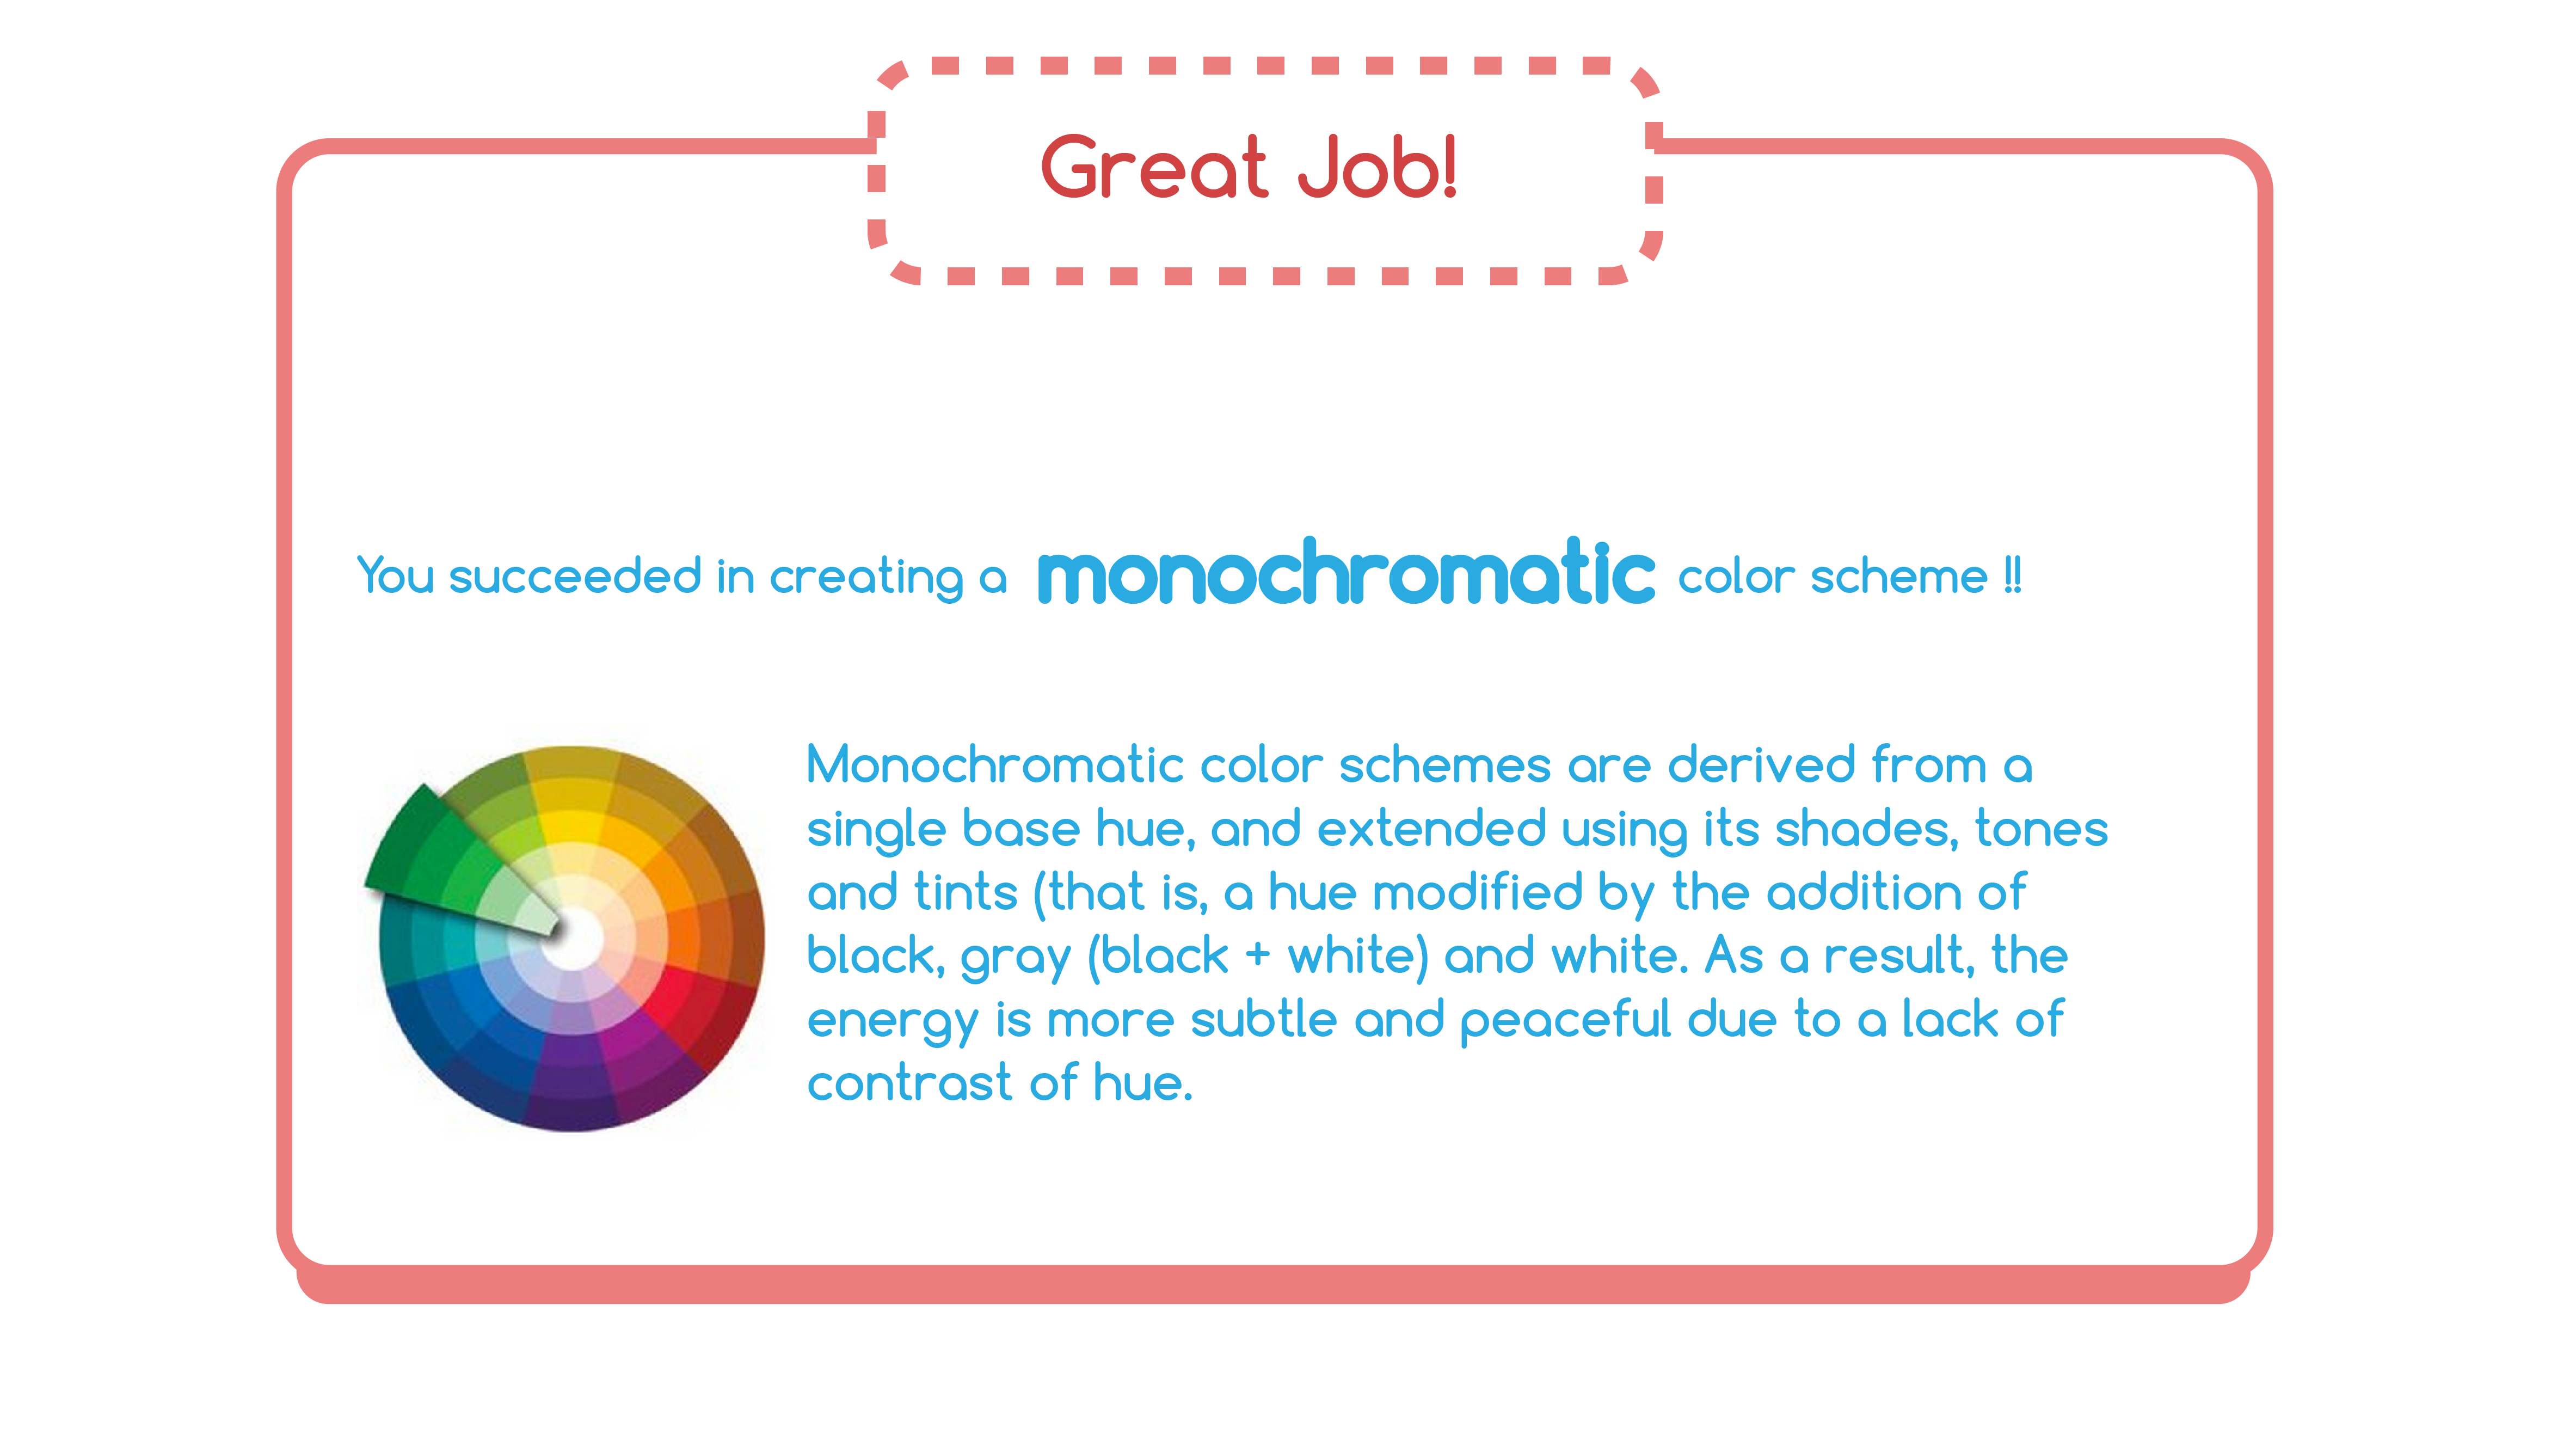 Great Job!
You succeeded in creating a monochromatic color scheme !!
Monochromatic color schemes are derived from a
single base hue, and extended using its shades, tones
and tints (that is, a hue modified by the addition of
black, gray (black + white) and white. As a result, the
energy is more subtle and peaceful due to a lack of
contrast of hue.